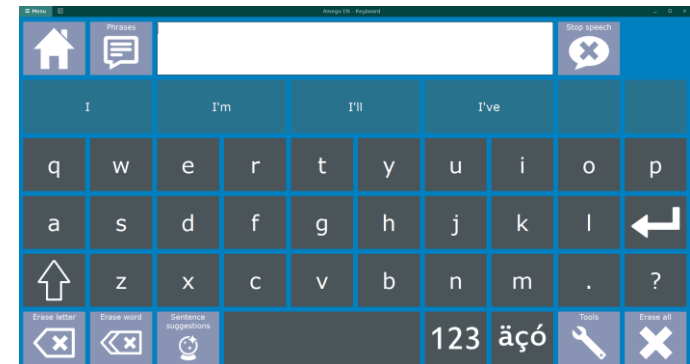 Menu
Amego EN - Keyboard
Phrases
Stop speech
I I'm I'll I've
q w e r t y u i o p
a s d f g h j k l
z x c v b n m . ?
Erase letter Erase word Sentence suggestions 123 äçó Tools Erase all